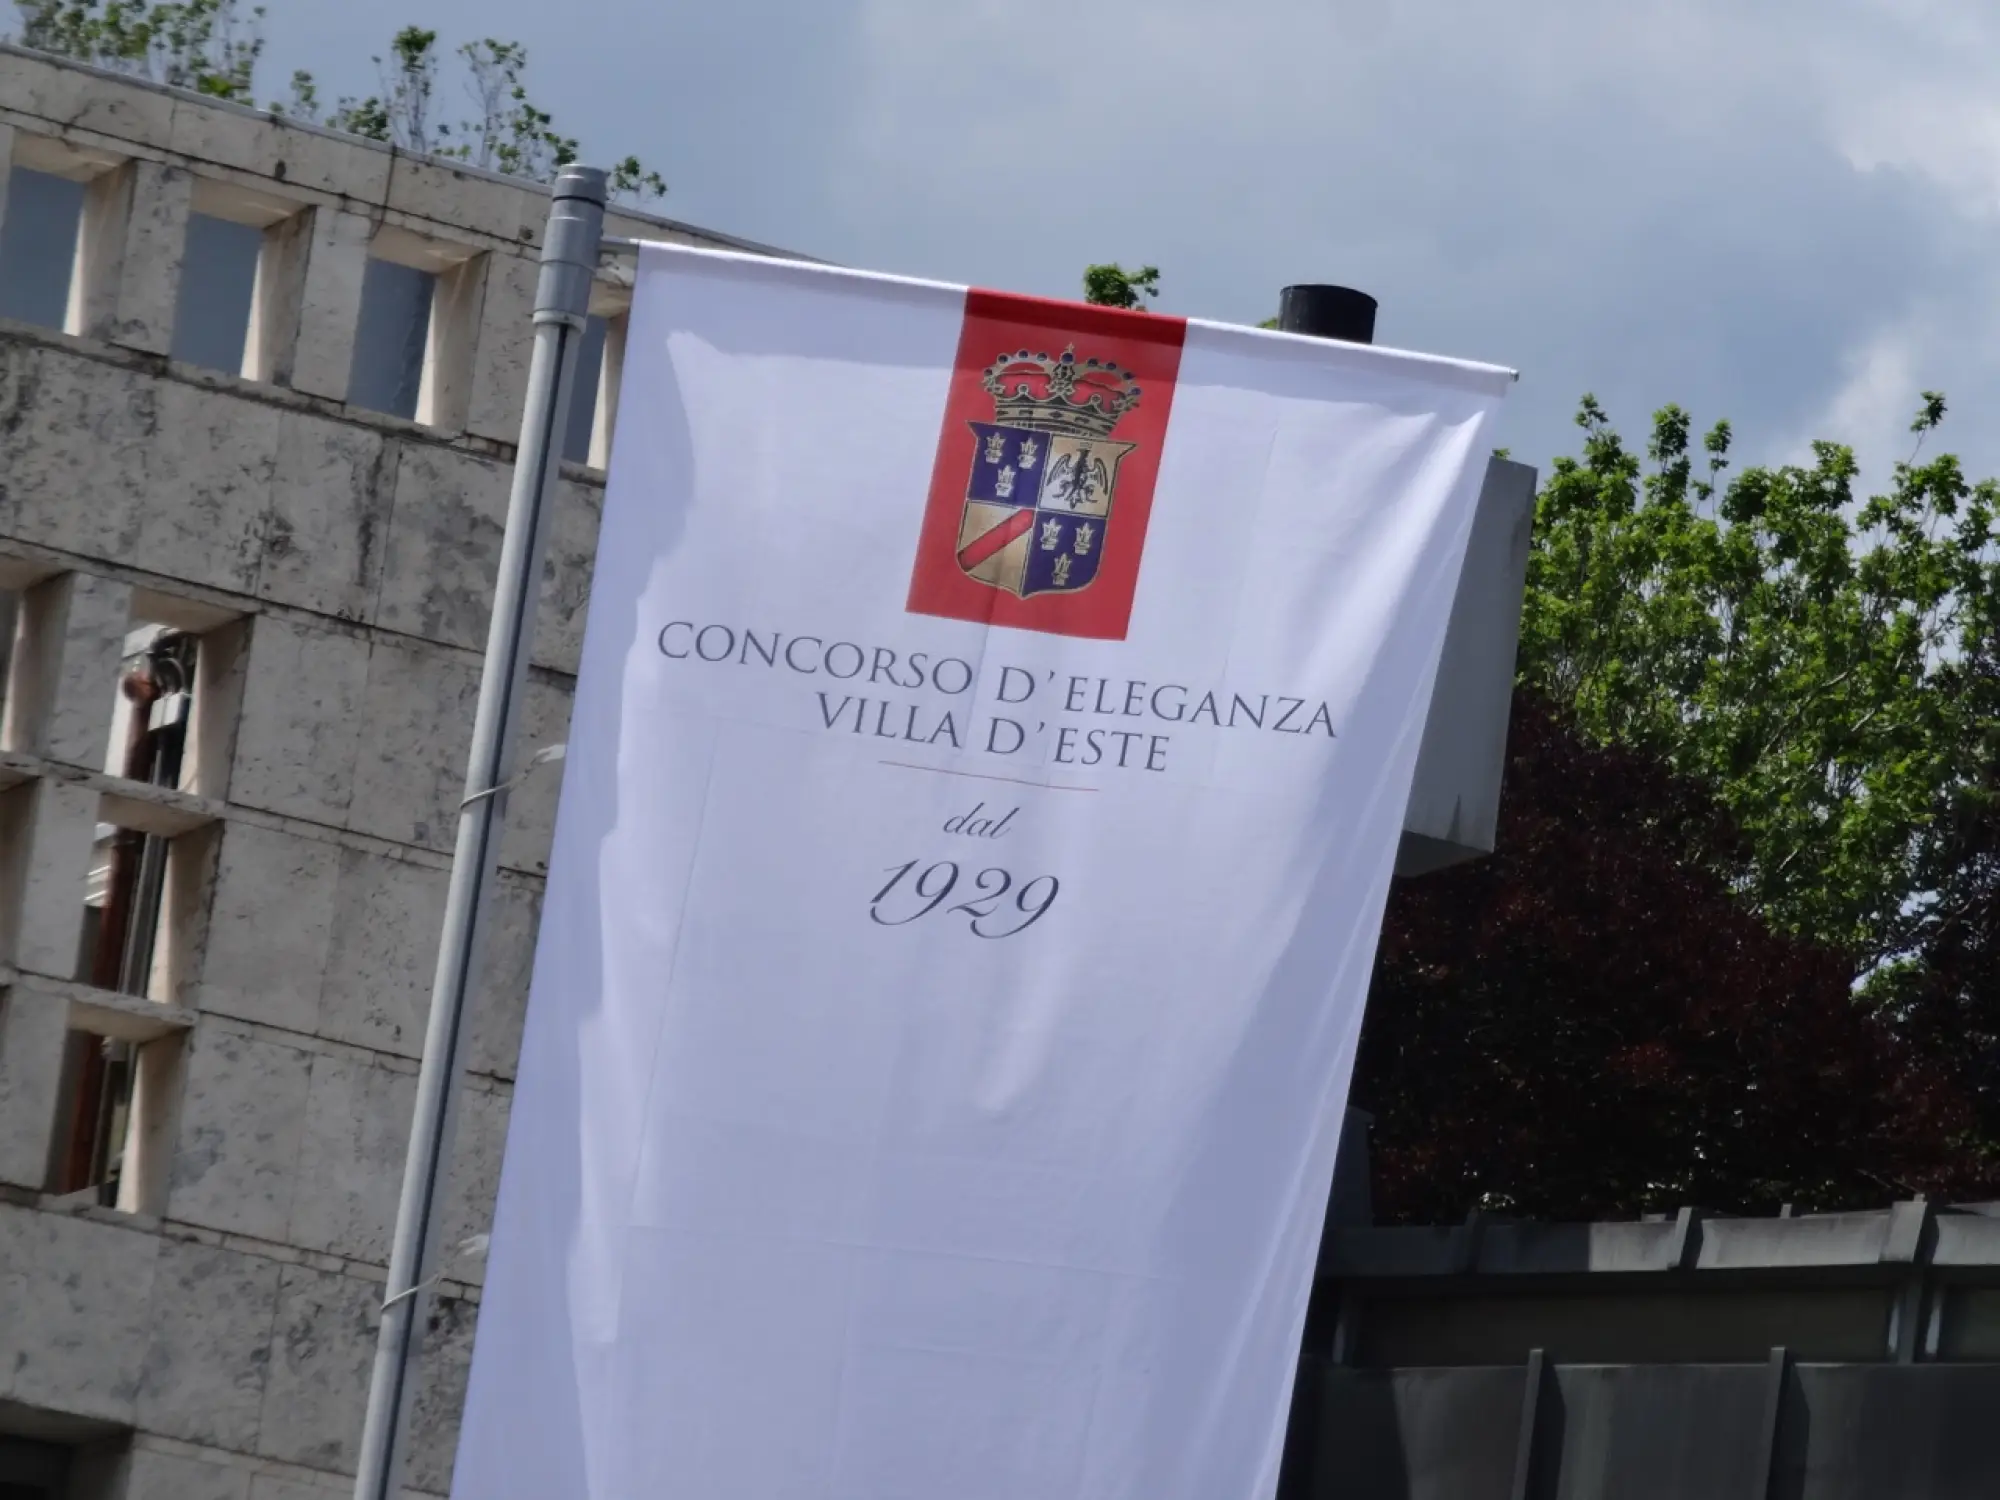 CONCORSO D'ELEGANZA
VILLA D'ESTE
dal
1929